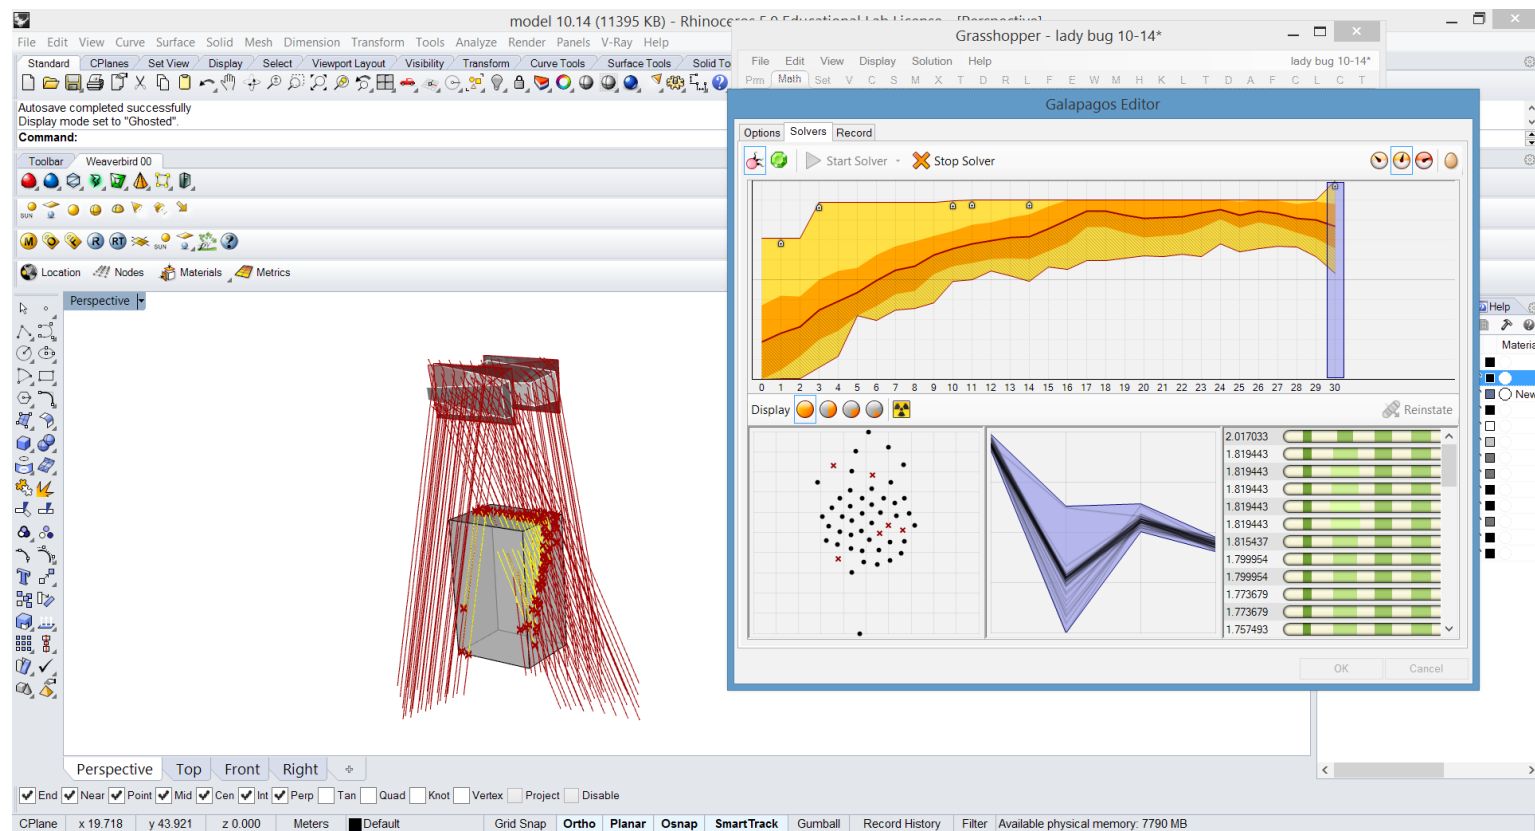 model 10.14 (11395 KB) - Rhinoceros 5.0 Educational Lab License - [Perspective]
File Edit View Curve Surface Solid Mesh Dimension Transform Tools Analyze Render Panels V-Ray Help
Standard CPlanes Set View Display Select Viewport Layout Visibility Transform Curve Tools Surface Tools Solid To
Autosave completed successfully
Display mode set to "Ghosted".
Command:
Toolbar Weaverbird 00
SUN
M R RT SUN
Location Nodes Materials Metrics
Perspective
Grasshopper - lady bug 10-14*
File Edit View Display Solution Help lady bug 10-14*
Prm Math Set V C S M X T D R L F E W M H K L T D A F C L C T
Galapagos Editor
Options Solvers Record
Start Solver Stop Solver
0 1 2 3 4 5 6 7 8 9 10 11 12 13 14 15 16 17 18 19 20 21 22 23 24 25 26 27 28 29 30
Display Reinstate
2.017033
1.819443
1.819443
1.819443
1.819443
1.819443
1.815437
1.799954
1.799954
1.773679
1.773679
1.757493
OK Cancel
Help
Materia
New
Perspective Top Front Right
End Near Point Mid Cen Int Perp Tan Quad Knot Vertex Project Disable
CPlane x 19.718 y 43.921 z 0.000 Meters Default Grid Snap Ortho Planar Osnap SmartTrack Gumball Record History Filter Available physical memory: 7790 MB